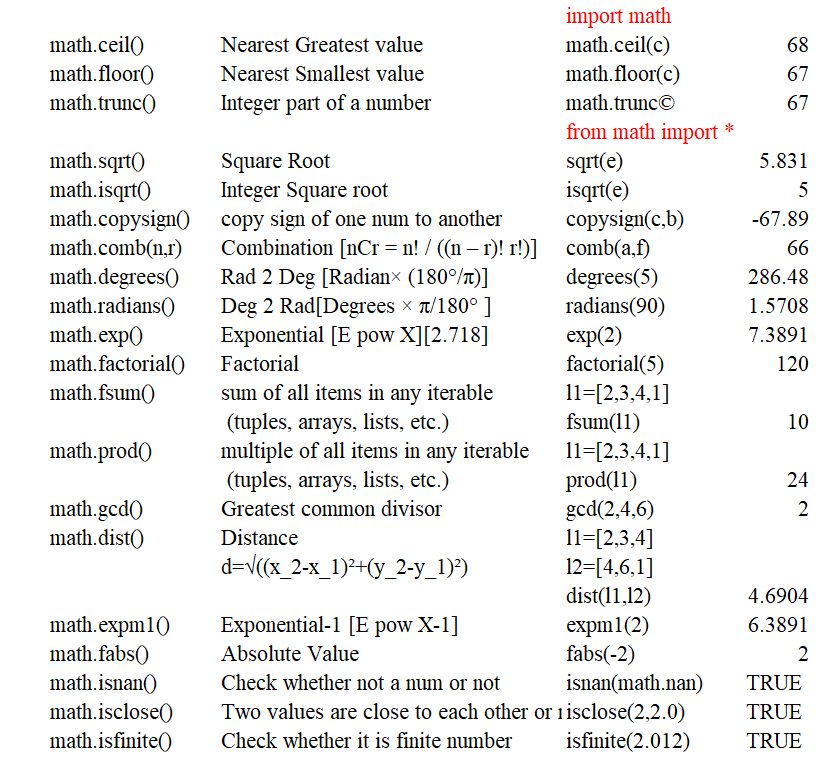 import math
math.ceil() Nearest Greatest value math.ceil(c) 68
math.floor() Nearest Smallest value math.floor(c) 67
math.trunc() Integer part of a number math.trunc© 67
from math import *
math.sqrt() Square Root sqrt(e) 5.831
math.isqrt() Integer Square root isqrt(e) 5
math.copysign() copy sign of one num to another copysign(c,b) -67.89
math.comb(n,r) Combination [nCr = n! / ((n – r)! r!)] comb(a,f) 66
math.degrees() Rad 2 Deg [Radian× (180°/π)] degrees(5) 286.48
math.radians() Deg 2 Rad[Degrees × π/180° ] radians(90) 1.5708
math.exp() Exponential [E pow X][2.718] exp(2) 7.3891
math.factorial() Factorial factorial(5) 120
math.fsum() sum of all items in any iterable l1=[2,3,4,1]
(tuples, arrays, lists, etc.) fsum(l1) 10
math.prod() multiple of all items in any iterable l1=[2,3,4,1]
(tuples, arrays, lists, etc.) prod(l1) 24
math.gcd() Greatest common divisor gcd(2,4,6) 2
math.dist() Distance l1=[2,3,4]
d=√((x_2-x_1)²+(y_2-y_1)²) l2=[4,6,1]
dist(l1,l2) 4.6904
math.expm1() Exponential-1 [E pow X-1] expm1(2) 6.3891
math.fabs() Absolute Value fabs(-2) 2
math.isnan() Check whether not a num or not isnan(math.nan) TRUE
math.isclose() Two values are close to each other or isclose(2,2.0) TRUE
math.isfinite() Check whether it is finite number isfinite(2.012) TRUE